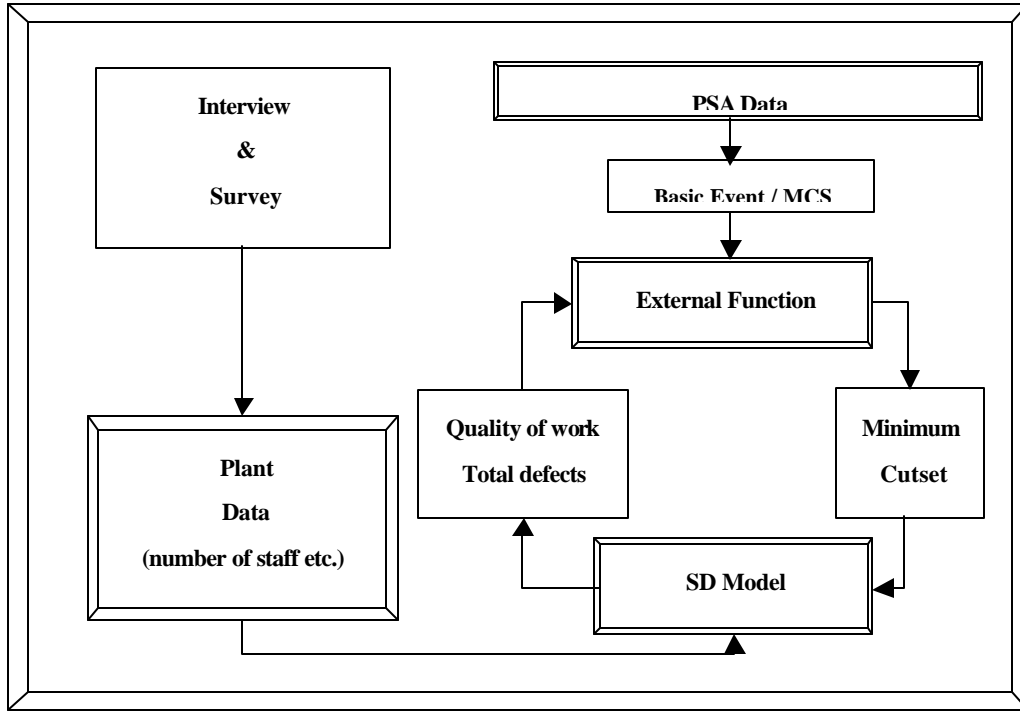 Interview
&
Survey
PSA Data
Basic Event / MCS
External Function
Quality of work
Total defects
Minimum
Cutset
Plant
Data
(number of staff etc.)
SD Model